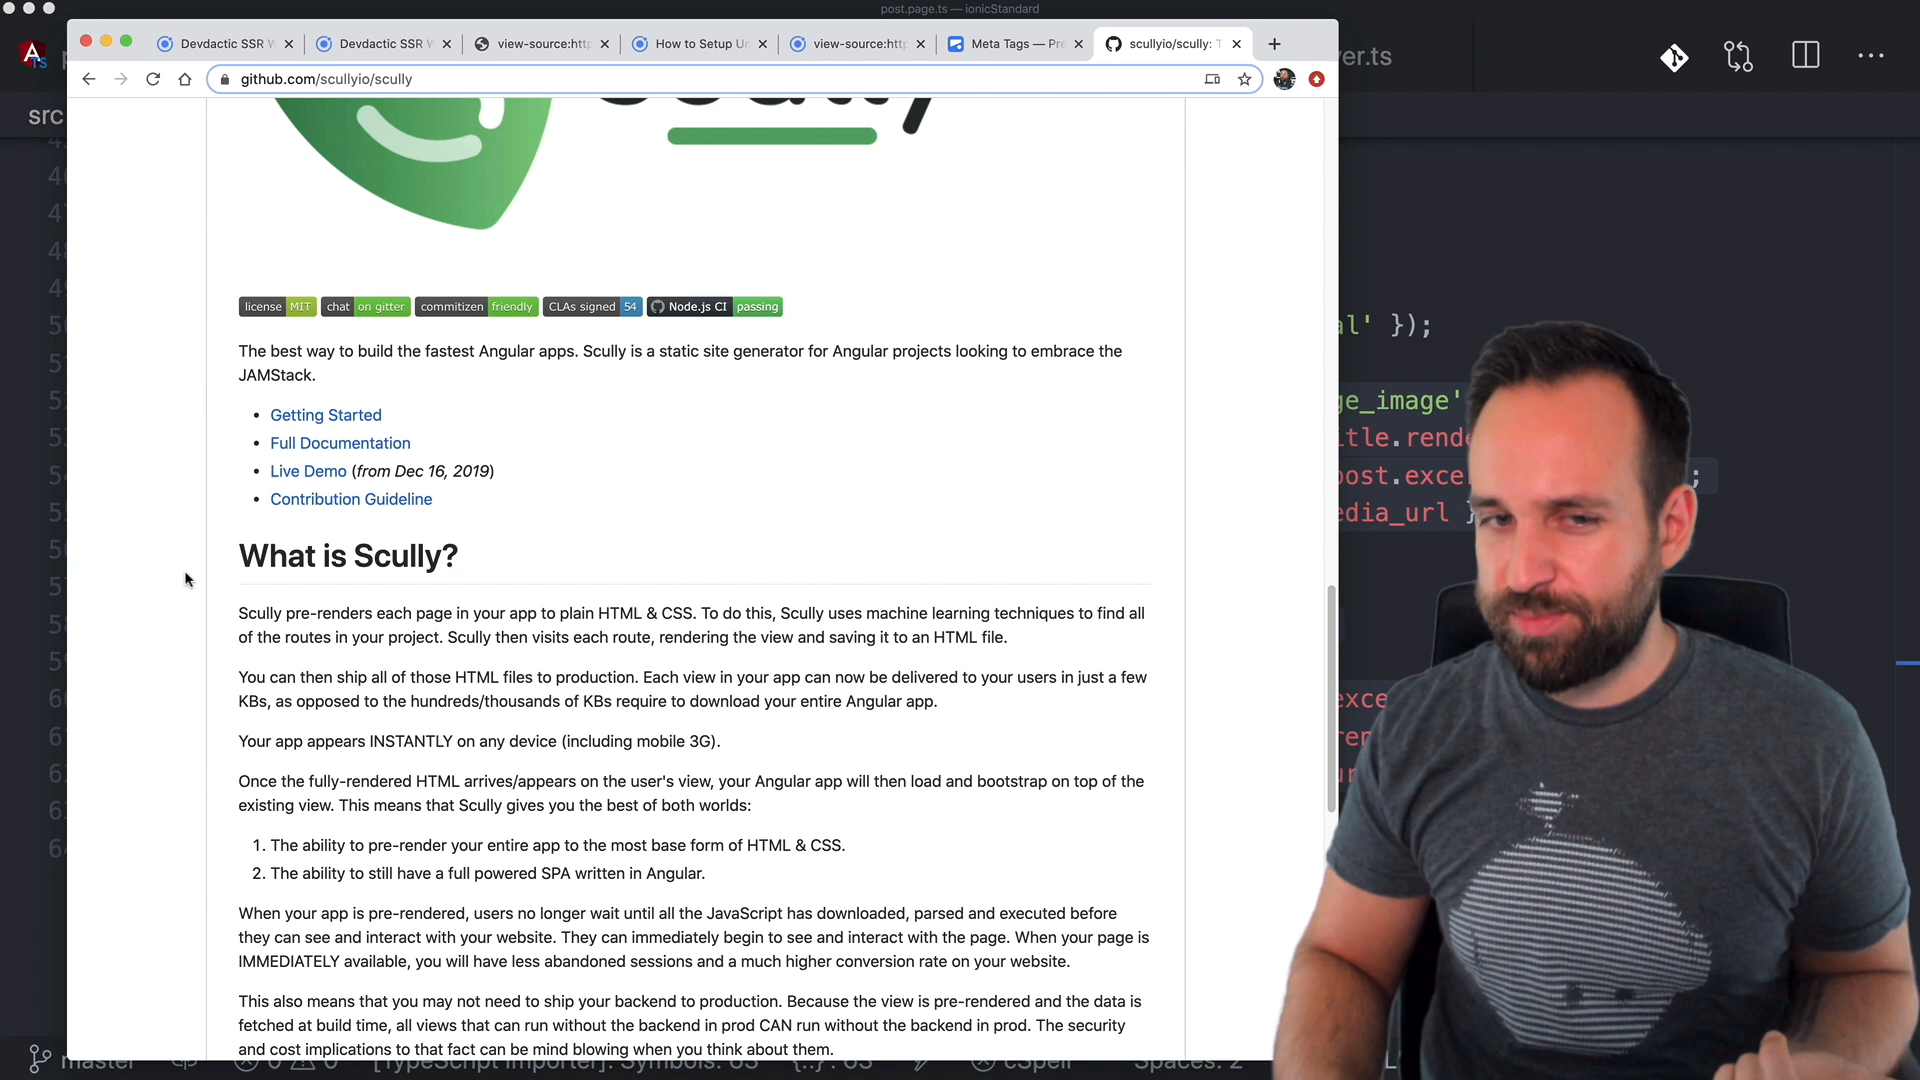 post.page.ts — ionicStandard
Devdactic SSR W
Devdactic SSR W
view-source:http
How to Setup Un
view-source:http
Meta Tags — Pre
scullyio/scully: T
er.ts
github.com/scullyio/scully
src
license MIT
chat on gitter
commitizen friendly
CLAs signed 54
Node.js CI passing
The best way to build the fastest Angular apps. Scully is a static site generator for Angular projects looking to embrace the
JAMStack.
Getting Started
Full Documentation
Live Demo (from Dec 16, 2019)
Contribution Guideline
What is Scully?
Scully pre-renders each page in your app to plain HTML & CSS. To do this, Scully uses machine learning techniques to find all
of the routes in your project. Scully then visits each route, rendering the view and saving it to an HTML file.
You can then ship all of those HTML files to production. Each view in your app can now be delivered to your users in just a few
KBs, as opposed to the hundreds/thousands of KBs require to download your entire Angular app.
Your app appears INSTANTLY on any device (including mobile 3G).
Once the fully-rendered HTML arrives/appears on the user's view, your Angular app will then load and bootstrap on top of the
existing view. This means that Scully gives you the best of both worlds:
1. The ability to pre-render your entire app to the most base form of HTML & CSS.
2. The ability to still have a full powered SPA written in Angular.
When your app is pre-rendered, users no longer wait until all the JavaScript has downloaded, parsed and executed before
they can see and interact with your website. They can immediately begin to see and interact with the page. When your page is
IMMEDIATELY available, you will have less abandoned sessions and a much higher conversion rate on your website.
This also means that you may not need to ship your backend to production. Because the view is pre-rendered and the data is
fetched at build time, all views that can run without the backend in prod CAN run without the backend in prod. The security
and cost implications to that fact can be mind blowing when you think about them.
al' });
ge_image'
itle.rend
post.exce
;
edia_url }
exce
ren
ur
master
[TypeScript Importer]: Symbols: 63
{..} : 63
cSpell
Spaces: 2